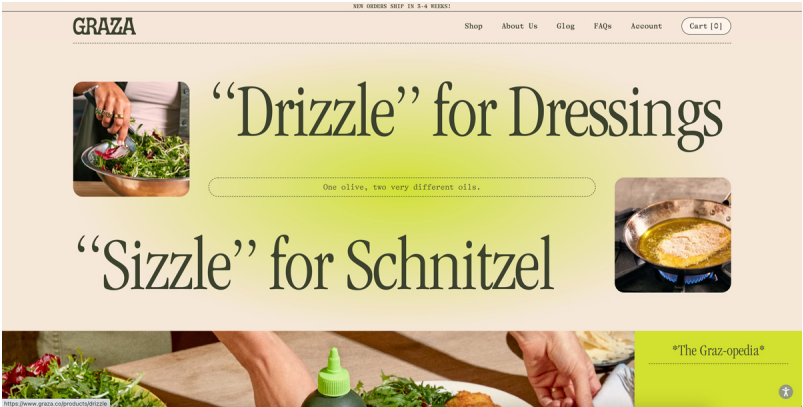 NEW ORDERS SHIP IN 3-4 WEEKS!
GRAZA
Shop About Us Glog FAQs Account Cart [0]
“Drizzle” for Dressings
One olive, two very different oils.
“Sizzle” for Schnitzel
*The Graz-opedia*
https://www.graza.co/products/drizzle